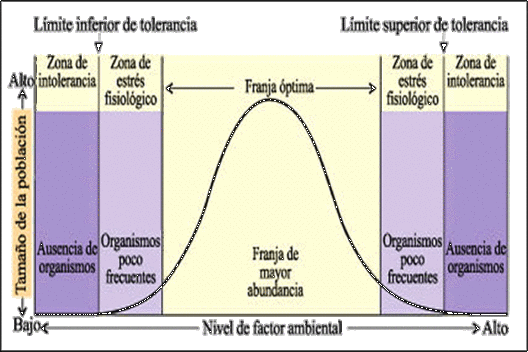 Límite inferior de tolerancia
Límite superior de tolerancia
Zona de
intolerancia
Zona de
estrés
fisiológico
Franja óptima
Zona de
estrés
fisiológico
Zona de
intolerancia
Alto
Tamaño de la población
Ausencia de
organismos
Organismos
poco
frecuentes
Franja de
mayor
abundancia
Organismos
poco
frecuentes
Ausencia de
organismos
Bajo
Nivel de factor ambiental
Alto